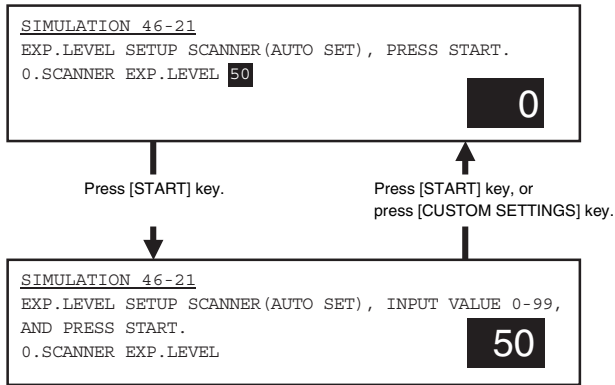 SIMULATION 46-21
EXP.LEVEL SETUP SCANNER(AUTO SET), PRESS START.
0.SCANNER EXP.LEVEL 50
0
Press [START] key.
Press [START] key, or
press [CUSTOM SETTINGS] key.
SIMULATION 46-21
EXP.LEVEL SETUP SCANNER(AUTO SET), INPUT VALUE 0-99,
AND PRESS START.
0.SCANNER EXP.LEVEL
50